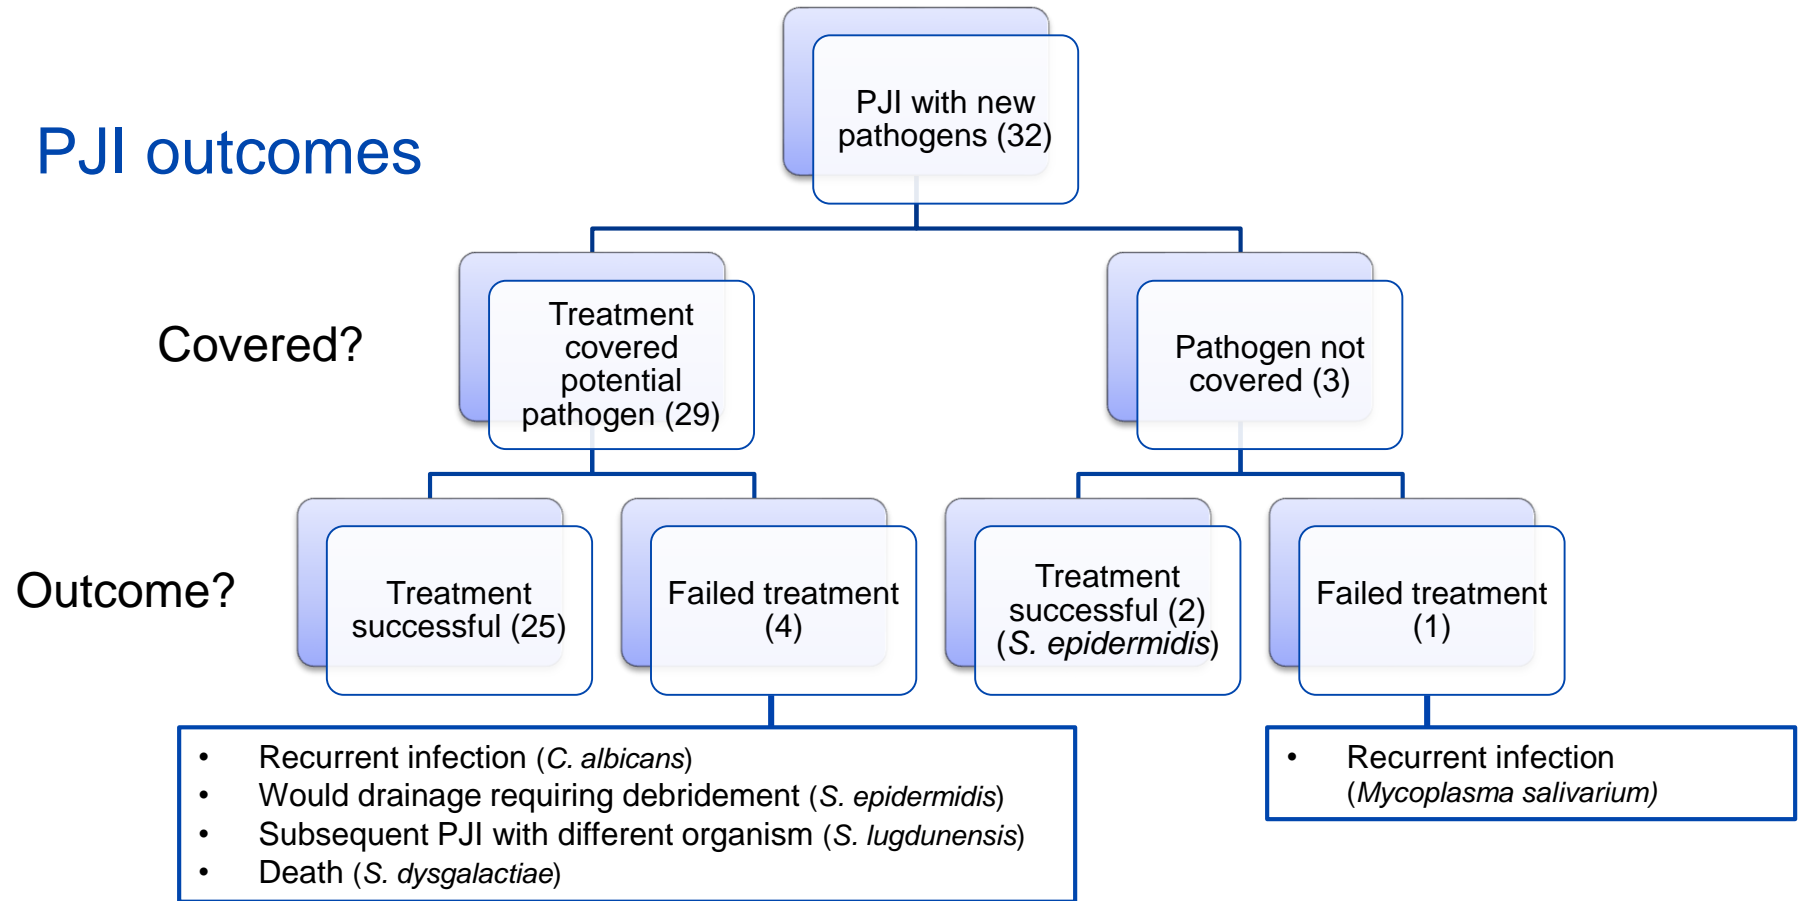 PJI outcomes
PJI with new
pathogens (32)
Covered?
Treatment
covered
potential
pathogen (29)
Pathogen not
covered (3)
Outcome?
Treatment
successful (25)
Failed treatment
(4)
Treatment
successful (2)
(S. epidermidis)
Failed treatment
(1)
• Recurrent infection (C. albicans)
• Would drainage requiring debridement (S. epidermidis)
• Subsequent PJI with different organism (S. lugdunensis)
• Death (S. dysgalactiae)
• Recurrent infection
(Mycoplasma salivarium)